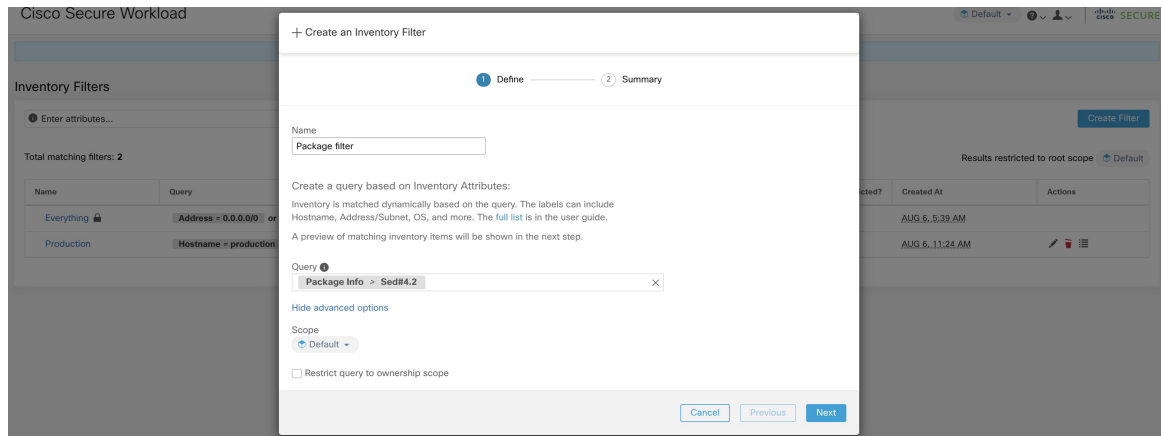 Cisco Secure Workload
Default
cisco SECURE
+ Create an Inventory Filter
1 Define
2 Summary
Inventory Filters
Enter attributes...
Create Filter
Total matching filters: 2
Results restricted to root scope Default
Name
Query
icted?
Created At
Actions
Everything
Address = 0.0.0.0/0 or
AUG 6, 5:39 AM
Production
Hostname = production
AUG 6, 11:24 AM
Name
Package filter
Create a query based on Inventory Attributes:
Inventory is matched dynamically based on the query. The labels can include
Hostname, Address/Subnet, OS, and more. The full list is in the user guide.
A preview of matching inventory items will be shown in the next step.
Query
Package Info > Sed#4.2
Hide advanced options
Scope
Default
Restrict query to ownership scope
Cancel
Previous
Next